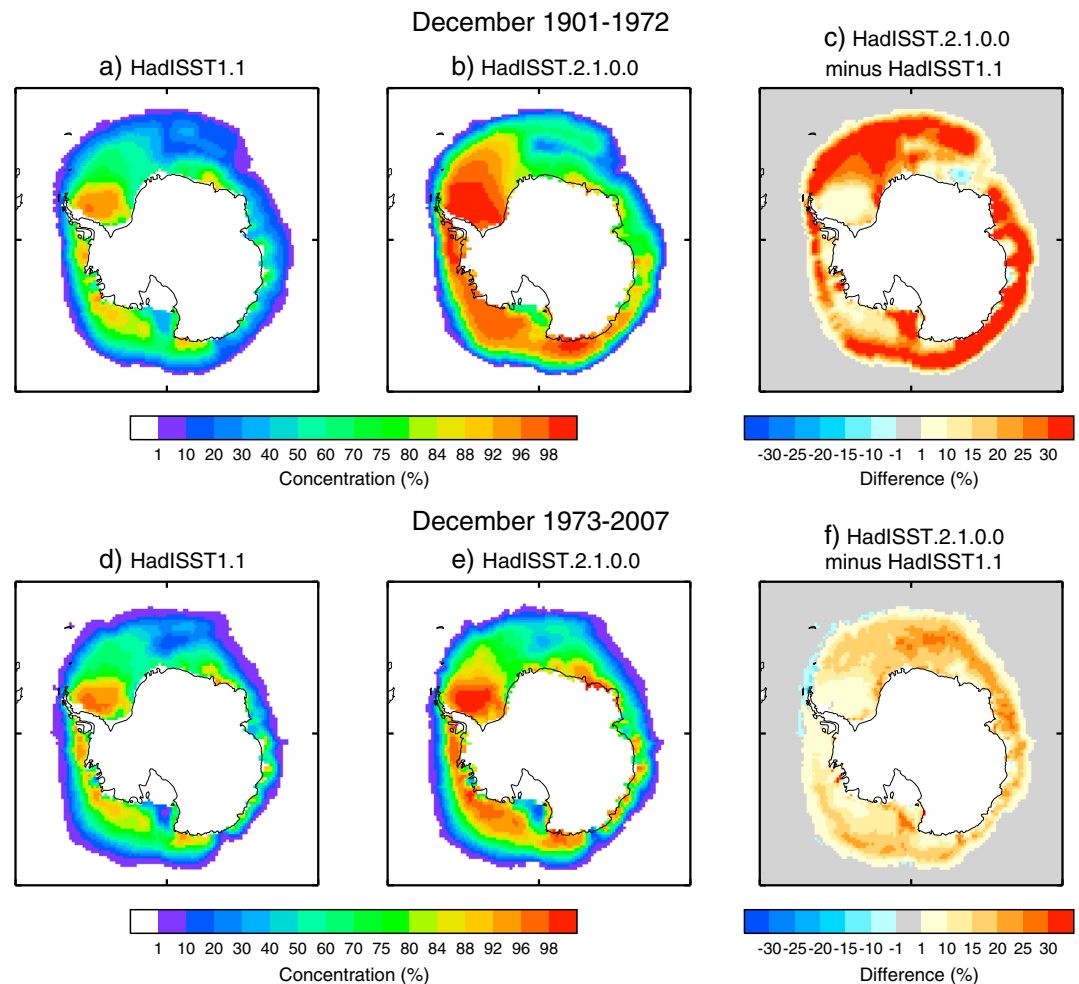 December 1901-1972
a) HadISST1.1
b) HadISST.2.1.0.0
c) HadISST.2.1.0.0
minus HadISST1.1
1 10 20 30 40 50 60 70 75 80 84 88 92 96 98
Concentration (%)
-30 -25 -20 -15 -10 -5 -1 1 5 10 15 20 25 30
Difference (%)
December 1973-2007
d) HadISST1.1
e) HadISST.2.1.0.0
f) HadISST.2.1.0.0
minus HadISST1.1
1 10 20 30 40 50 60 70 75 80 84 88 92 96 98
Concentration (%)
-30 -25 -20 -15 -10 -5 -1 1 5 10 15 20 25 30
Difference (%)